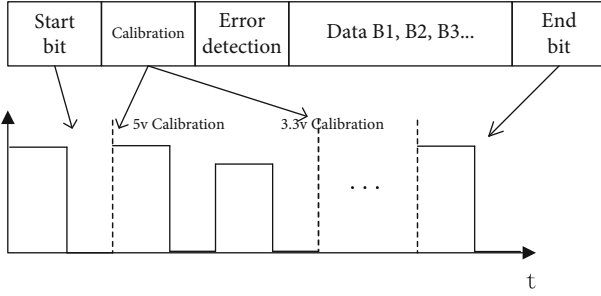 Start
bit
Calibration
Error
detection
Data B1, B2, B3...
End
bit
5v Calibration
3.3v Calibration
. . .
t